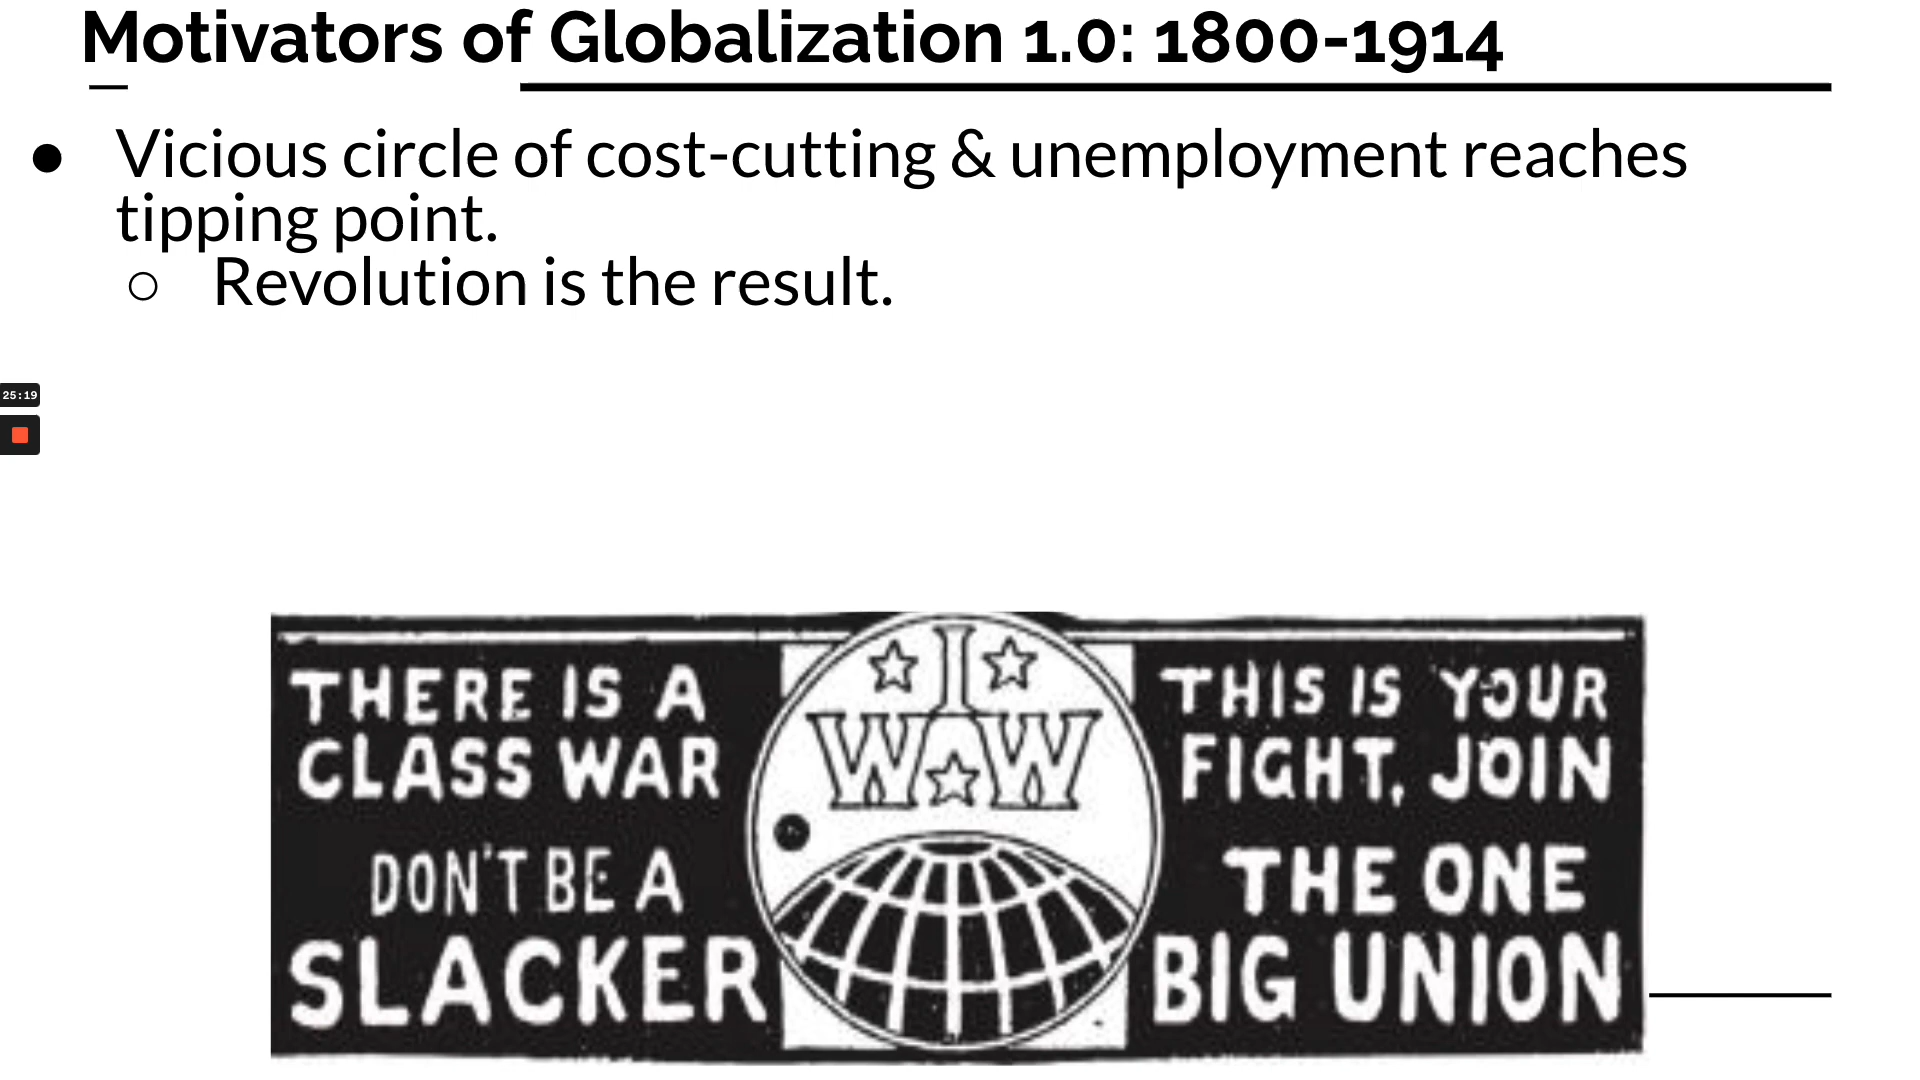 Motivators of Globalization 1.0: 1800-1914
● Vicious circle of cost-cutting & unemployment reaches
tipping point.
○ Revolution is the result.
25:19
THERE IS A
CLASS WAR
DON'T BE A
SLACKER
I
W W
THIS IS YOUR
FIGHT, JOIN
THE ONE
BIG UNION